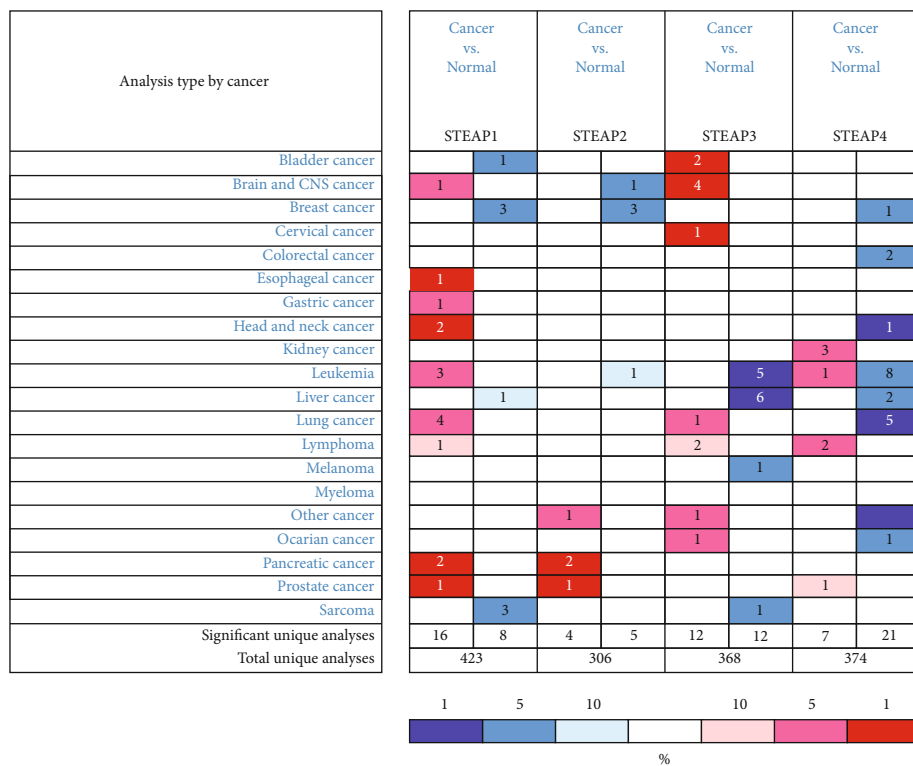 Analysis type by cancer
Cancer vs. Normal Cancer vs. Normal Cancer vs. Normal Cancer vs. Normal
STEAP1 STEAP2 STEAP3 STEAP4
Bladder cancer 1 2
Brain and CNS cancer 1 1 4
Breast cancer 3 3 1
Cervical cancer 1
Colorectal cancer 2
Esophageal cancer 1
Gastric cancer 1
Head and neck cancer 2 1
Kidney cancer 3
Leukemia 3 1 5 1 8
Liver cancer 1 6 2
Lung cancer 4 1 5
Lymphoma 1 2 2
Melanoma 1
Myeloma
Other cancer 1 1
Ocarian cancer 1 1
Pancreatic cancer 2 2
Prostate cancer 1 1 1
Sarcoma 3 1
Significant unique analyses 16 8 4 5 12 12 7 21
Total unique analyses 423 306 368 374
1 5 10 10 5 1
%